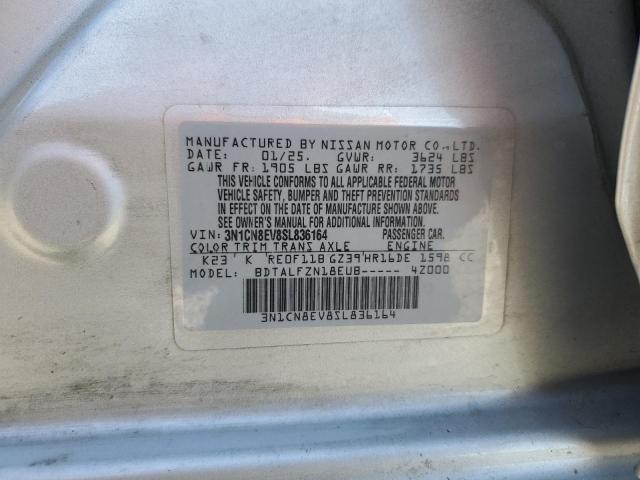 MANUFACTURED BY NISSAN MOTOR CO., LTD.
DATE: 01/25. GVWR: 3624 LBS
GAWR FR: 1905 LBS GAWR RR: 1735 LBS
THIS VEHICLE CONFORMS TO ALL APPLICABLE FEDERAL MOTOR
VEHICLE SAFETY, BUMPER AND THEFT PREVENTION STANDARDS
IN EFFECT ON THE DATE OF MANUFACTURE SHOWN ABOVE.
SEE OWNER'S MANUAL FOR ADDITIONAL INFORMATION.
VIN: 3N1CN8EV8SL836164 PASSENGER CAR.
COLOR TRIM TRANS AXLE ENGINE
K23 ' K 'RE0F11B GZ39'HR16DE 1598 CC
MODEL: BDTALFZN18EUB----- 4Z000
3N1CN8EV8SL836164